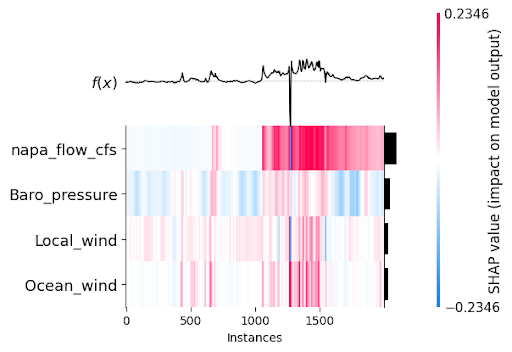 0.2346
f(x)
napa_flow_cfs
Baro_pressure
Local_wind
Ocean_wind
0 500 1000 1500
Instances
−0.2346
SHAP value (impact on model output)